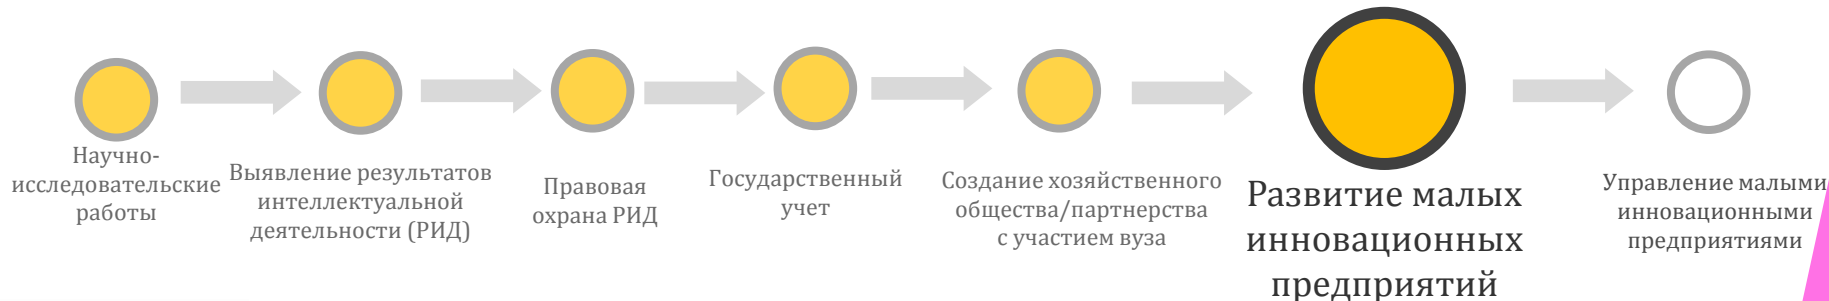 Научно-
исследовательские
работы
Выявление результатов
интеллектуальной
деятельности (РИД)
Правовая
охрана РИД
Государственный
учет
Создание хозяйственного
общества/партнерства
с участием вуза
Развитие малых
инновационных
предприятий
Управление малыми
инновационными
предприятиями